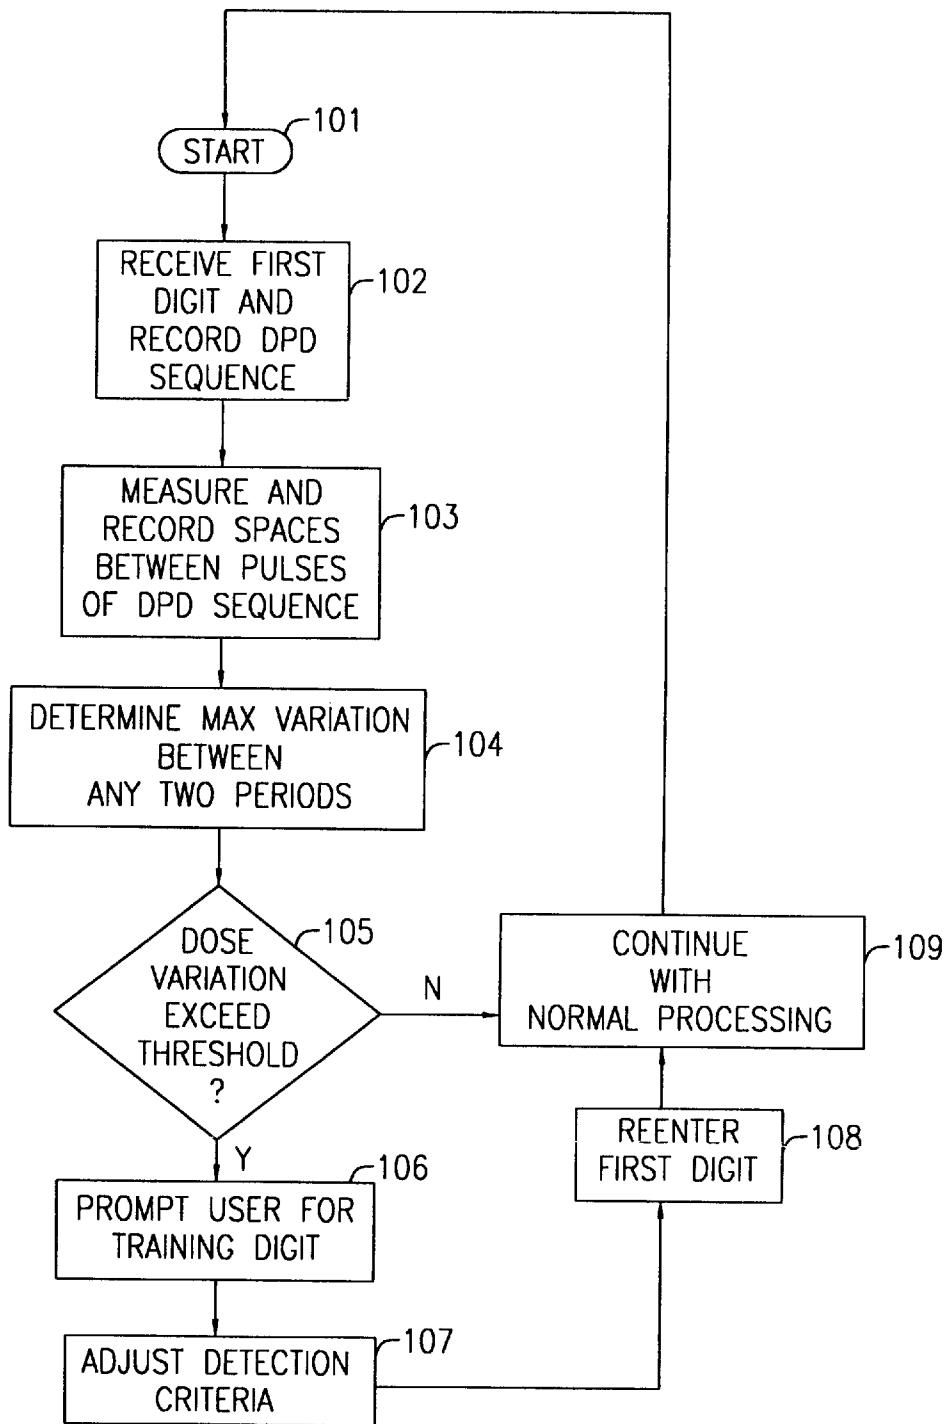 START
101
RECEIVE FIRST
DIGIT AND
RECORD DPD
SEQUENCE
102
MEASURE AND
RECORD SPACES
BETWEEN PULSES
OF DPD SEQUENCE
103
DETERMINE MAX VARIATION
BETWEEN
ANY TWO PERIODS
104
DOSE
VARIATION
EXCEED
THRESHOLD
?
105
N
Y
CONTINUE
WITH
NORMAL PROCESSING
109
REENTER
FIRST DIGIT
108
PROMPT USER FOR
TRAINING DIGIT
106
ADJUST DETECTION
CRITERIA
107